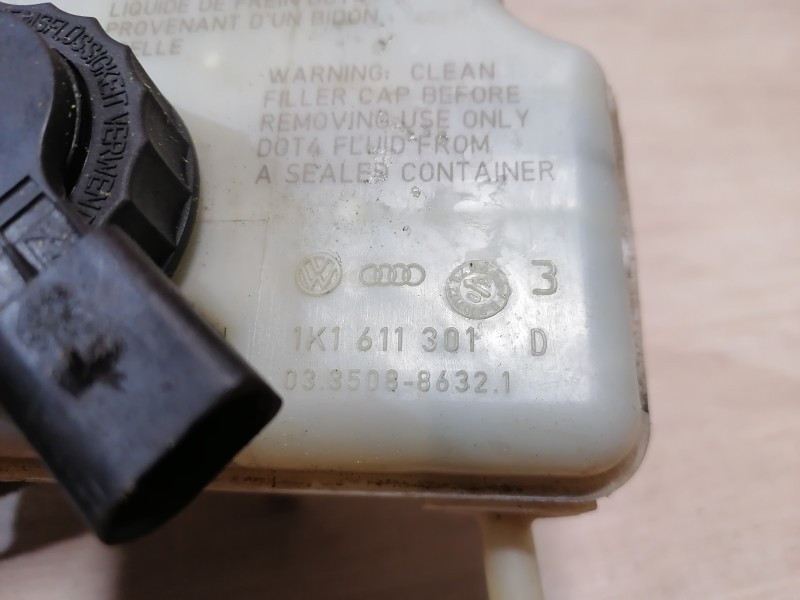 LIQUIDE DE FREIN DOT4
PROVENANT D'UN BIDON
WARNING: CLEAN
FILLER CAP BEFORE
REMOVING USE ONLY
DOT4 FLUID FROM
A SEALED CONTAINER
VW
3
1K1 611 301 D
03.3508-8632.1